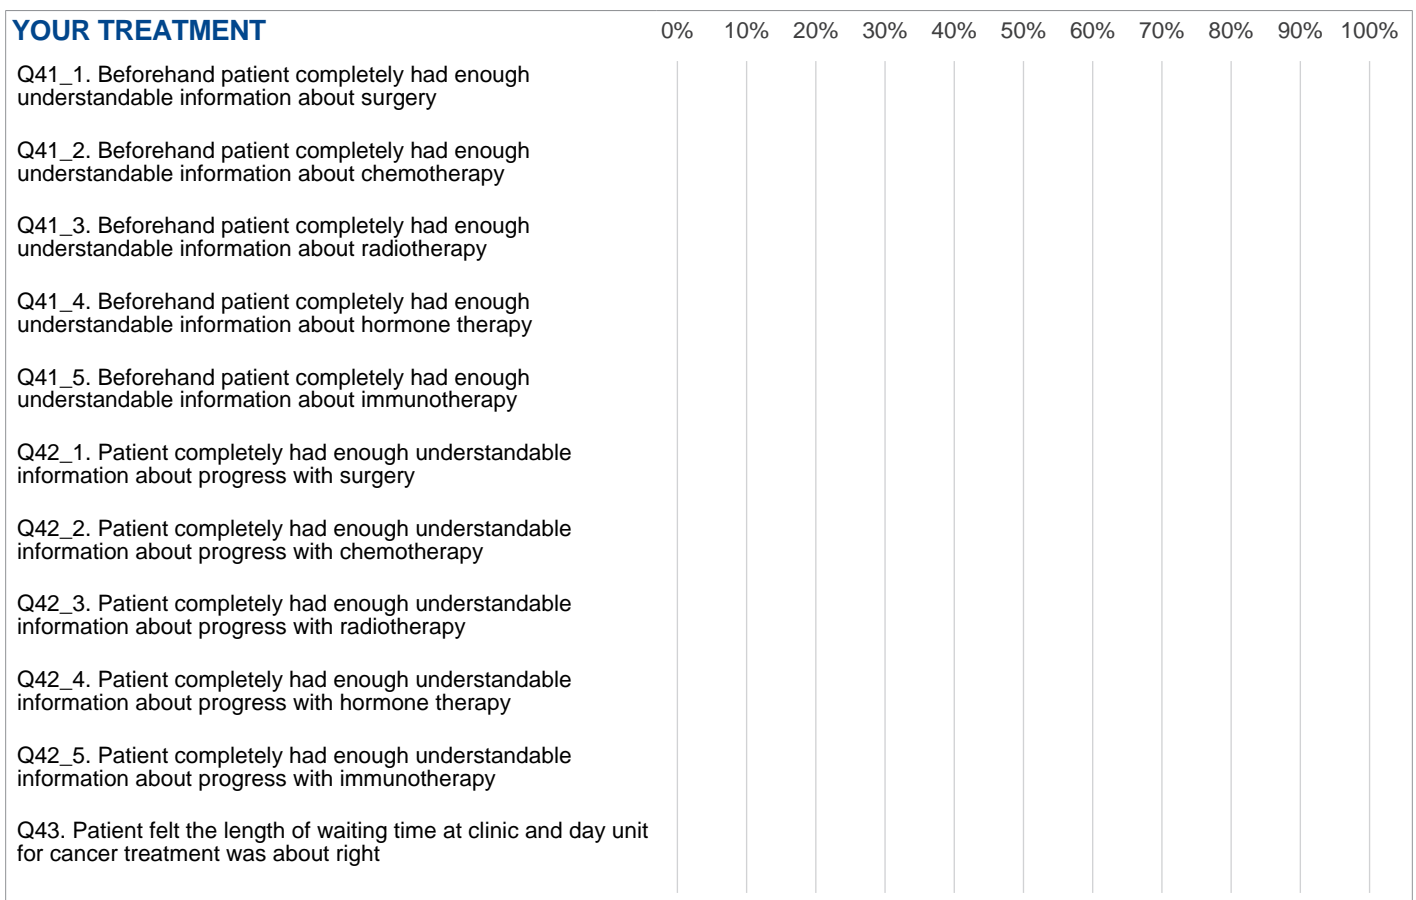 YOUR TREATMENT 0% 10% 20% 30% 40% 50% 60% 70% 80% 90% 100%
Q41_1. Beforehand patient completely had enough
understandable information about surgery
Q41_2. Beforehand patient completely had enough
understandable information about chemotherapy
Q41_3. Beforehand patient completely had enough
understandable information about radiotherapy
Q41_4. Beforehand patient completely had enough
understandable information about hormone therapy
Q41_5. Beforehand patient completely had enough
understandable information about immunotherapy
Q42_1. Patient completely had enough understandable
information about progress with surgery
Q42_2. Patient completely had enough understandable
information about progress with chemotherapy
Q42_3. Patient completely had enough understandable
information about progress with radiotherapy
Q42_4. Patient completely had enough understandable
information about progress with hormone therapy
Q42_5. Patient completely had enough understandable
information about progress with immunotherapy
Q43. Patient felt the length of waiting time at clinic and day unit
for cancer treatment was about right